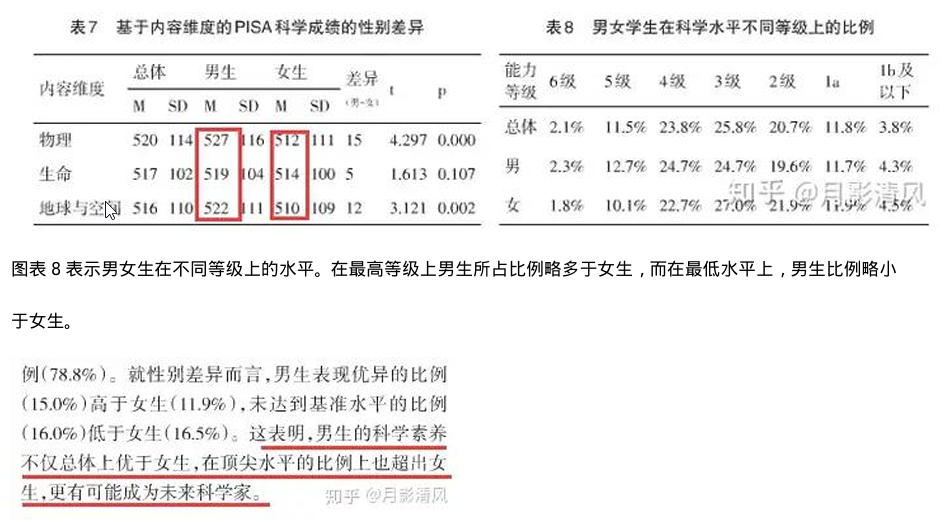 表7 基于内容维度的PISA科学成绩的性别差异
内容维度 总体 男生 女生 差异(男-女) t p
M SD M SD M SD
物理 520 114 527 116 512 111 15 4.297 0.000
生命 517 102 519 104 514 100 5 1.613 0.107
地球与空间 516 110 522 111 510 109 12 3.121 0.002
表8 男女学生在科学水平不同等级上的比例
能力等级 6级 5级 4级 3级 2级 1a 1b及以下
总体 2.1% 11.5% 23.8% 25.8% 20.7% 11.8% 3.8%
男 2.3% 12.7% 24.7% 24.7% 19.6% 11.7% 4.3%
女 1.8% 10.1% 22.7% 27.0% 21.9% 11.9% 4.5%
知乎 @月影清风
图表8表示男女生在不同等级上的水平。在最高等级上男生所占比例略多于女生,而在最低水平上,男生比例略小
于女生。
例(78.8%)。就性别差异而言,男生表现优异的比例
(15.0%)高于女生(11.9%),未达到基准水平的比例
(16.0%)低于女生(16.5%)。这表明,男生的科学素养
不仅总体上优于女生,在顶尖水平的比例上也超出女
生,更有可能成为未来科学家。
知乎 @月影清风